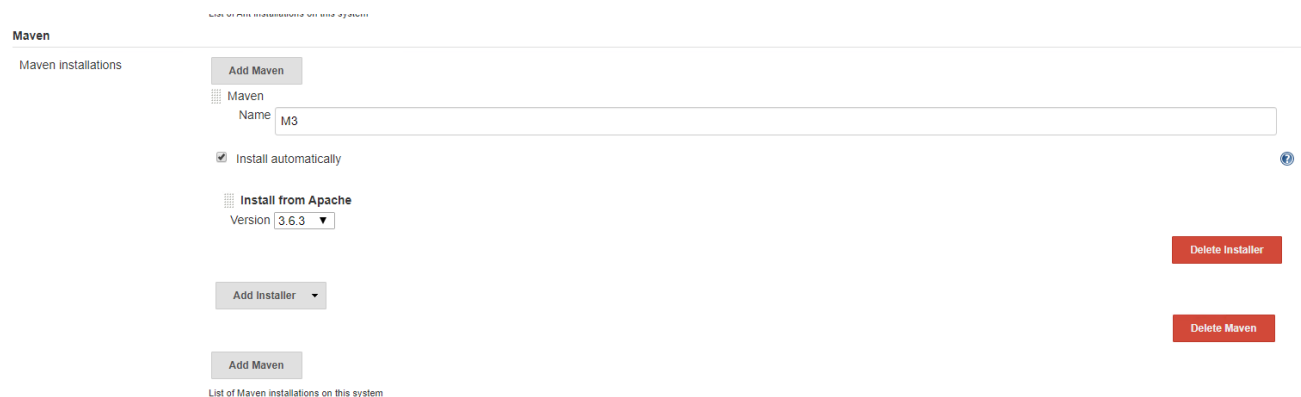 List of Ant installations on this system
Maven
Maven installations
Add Maven
Maven
Name M3
Install automatically
Install from Apache
Version 3.6.3
Delete Installer
Add Installer
Delete Maven
Add Maven
List of Maven installations on this system